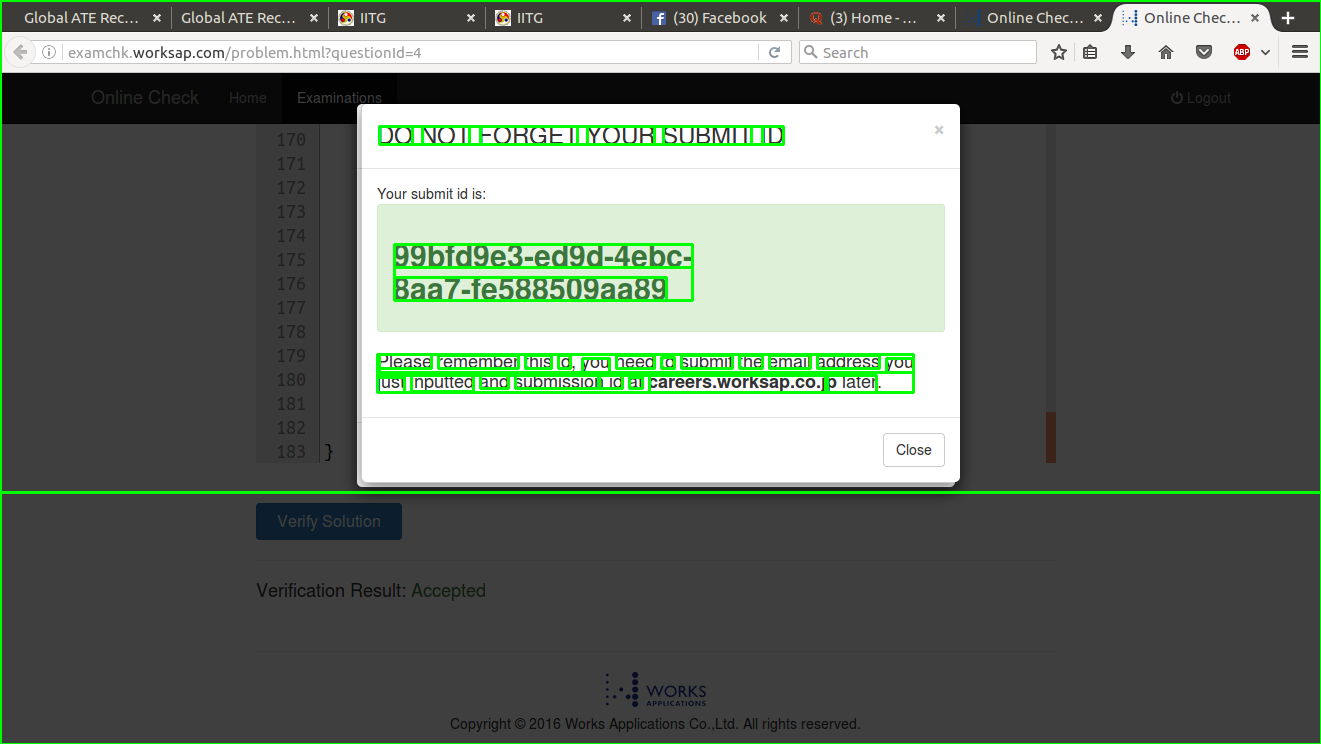 Global ATE Rec... × Global ATE Rec... × IITG × IITG × (30) Facebook × (3) Home - ... × Online Chec... × Online Chec... × +
examchk.worksap.com/problem.html?questionId=4 Search ABP
Online Check Home Examinations Logout
DO NOT FORGET YOUR SUBMIT ID ×
170
171
172
Your submit id is:
173
174
175
99bfd9e3-ed9d-4ebc-
176
8aa7-fe588509aa89
177
178
179
Please remember this id, you need to submit the email address you
180
just inputted and submission id at careers.worksap.co.jp later.
181
182
183 }
Close
Verify Solution
Verification Result: Accepted
WORKS
APPLICATIONS
Copyright © 2016 Works Applications Co.,Ltd. All rights reserved.